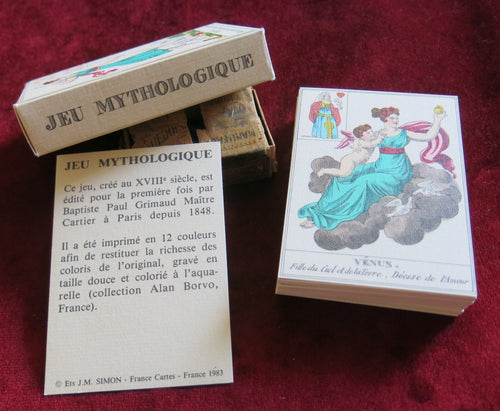 JEU MYTHOLOGIQUE
JEU MYTHOLOGIQUE
Ce jeu, créé au XVIIIᵉ siècle, est
édité pour la première fois par
Baptiste Paul Grimaud Maître
Cartier à Paris depuis 1848.
Il a été imprimé en 12 couleurs
afin de restituer la richesse des
coloris de l'original, gravé en
taille douce et colorié à l'aqua-
relle (collection Alan Borvo,
France).
© Ets J.M. SIMON - France Cartes - France 1983
VÉNUS.
Fille du Ciel et de la Terre, Déesse de l'Amour